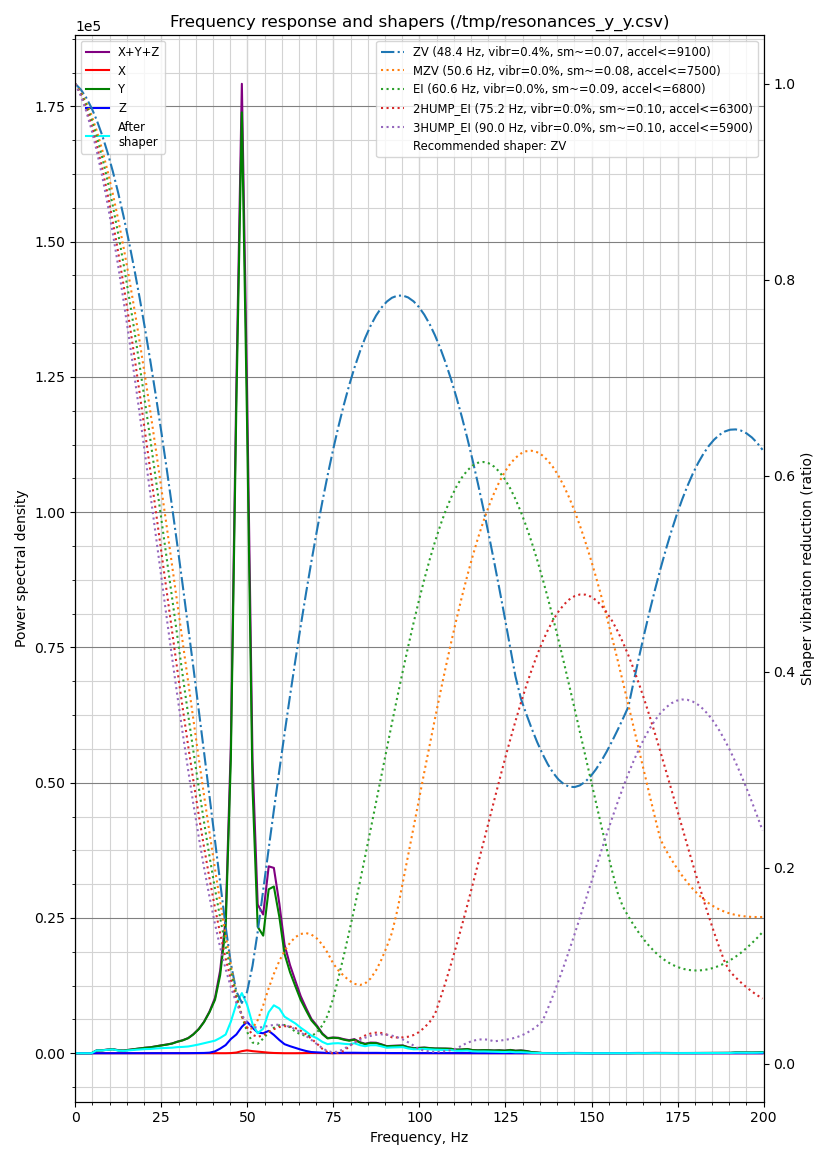 Frequency response and shapers (/tmp/resonances_y_y.csv)
1e5
X+Y+Z
X
Y
Z
After
shaper
ZV (48.4 Hz, vibr=0.4%, sm~=0.07, accel<=9100)
MZV (50.6 Hz, vibr=0.0%, sm~=0.08, accel<=7500)
EI (60.6 Hz, vibr=0.0%, sm~=0.09, accel<=6800)
2HUMP_EI (75.2 Hz, vibr=0.0%, sm~=0.10, accel<=6300)
3HUMP_EI (90.0 Hz, vibr=0.0%, sm~=0.10, accel<=5900)
Recommended shaper: ZV
1.75
1.50
1.25
1.00
0.75
0.50
0.25
0.00
Power spectral density
1.0
0.8
0.6
0.4
0.2
0.0
Shaper vibration reduction (ratio)
0 25 50 75 100 125 150 175 200
Frequency, Hz